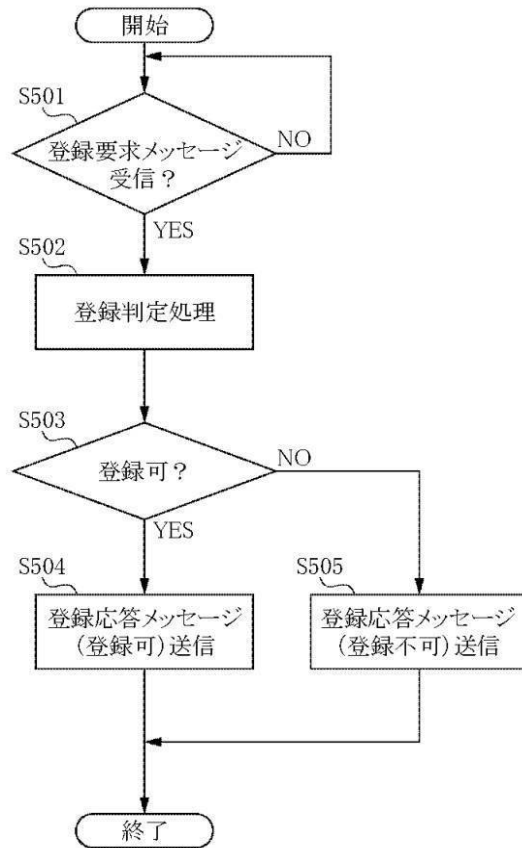 開始
S501
登録要求メッセージ
受信？
NO
YES
S502
登録判定処理
S503
登録可？
NO
YES
S504
登録応答メッセージ
(登録可)送信
S505
登録応答メッセージ
(登録不可)送信
終了